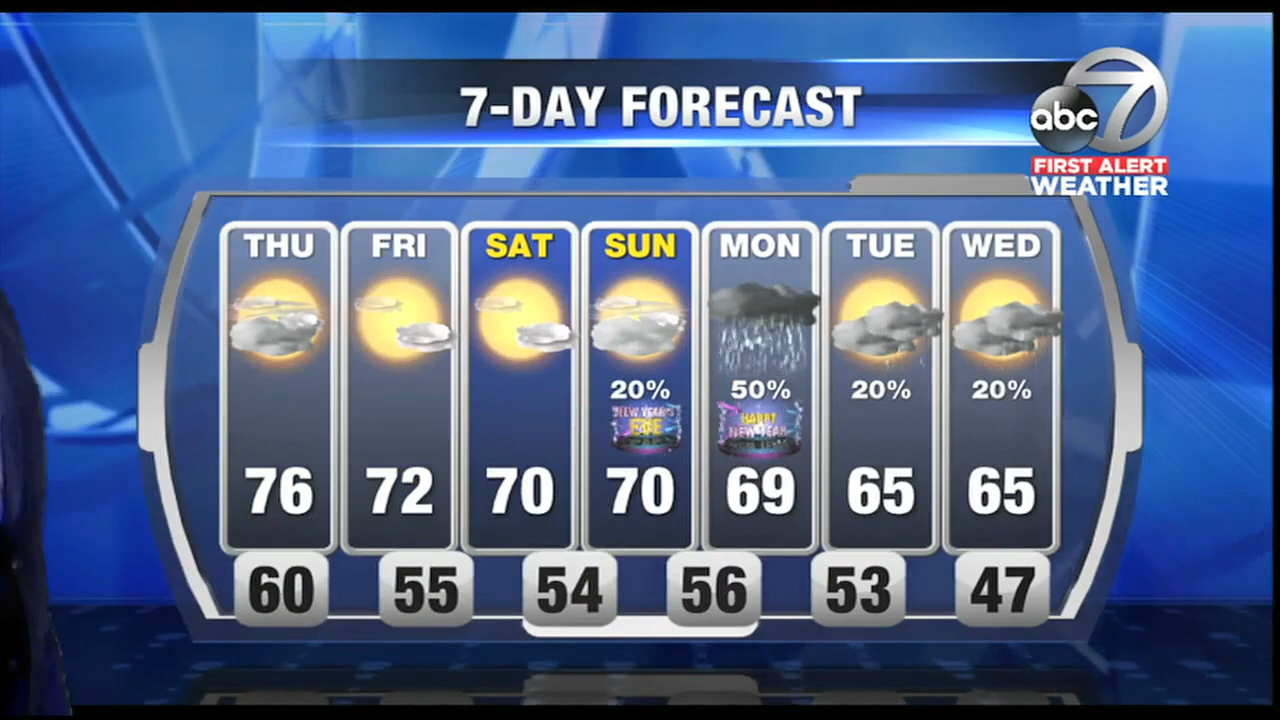 7-DAY FORECAST
abc 7
FIRST ALERT
WEATHER
THU FRI SAT SUN MON TUE WED
20% 50% 20% 20%
NEW YEAR'S
EVE
HAPPY
NEW YEAR
76 72 70 70 69 65 65
60 55 54 56 53 47